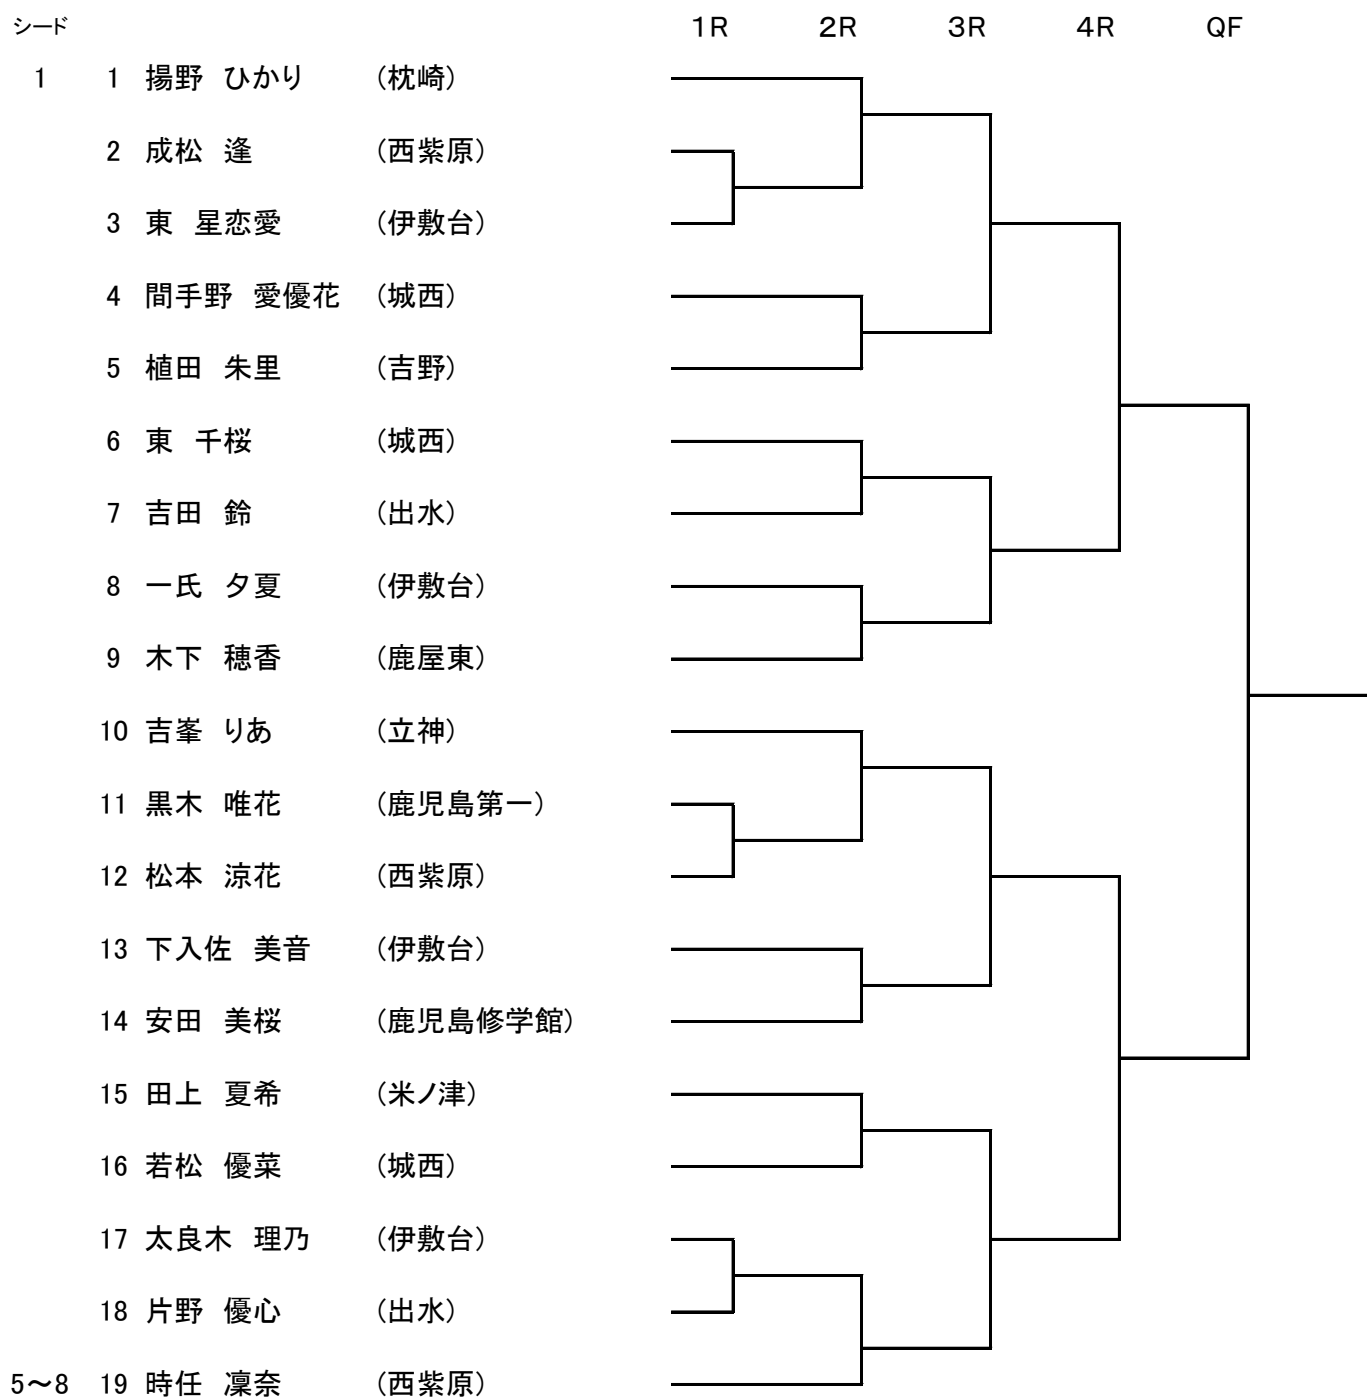 シード 1R 2R 3R 4R QF
1 1 揚野 ひかり (枕崎)
2 成松 逢 (西紫原)
3 東 星恋愛 (伊敷台)
4 間手野 愛優花 (城西)
5 植田 朱里 (吉野)
6 東 千桜 (城西)
7 吉田 鈴 (出水)
8 一氏 夕夏 (伊敷台)
9 木下 穂香 (鹿屋東)
10 吉峯 りあ (立神)
11 黒木 唯花 (鹿児島第一)
12 松本 涼花 (西紫原)
13 下入佐 美音 (伊敷台)
14 安田 美桜 (鹿児島修学館)
15 田上 夏希 (米ノ津)
16 若松 優菜 (城西)
17 太良木 理乃 (伊敷台)
18 片野 優心 (出水)
5〜8 19 時任 凜奈 (西紫原)